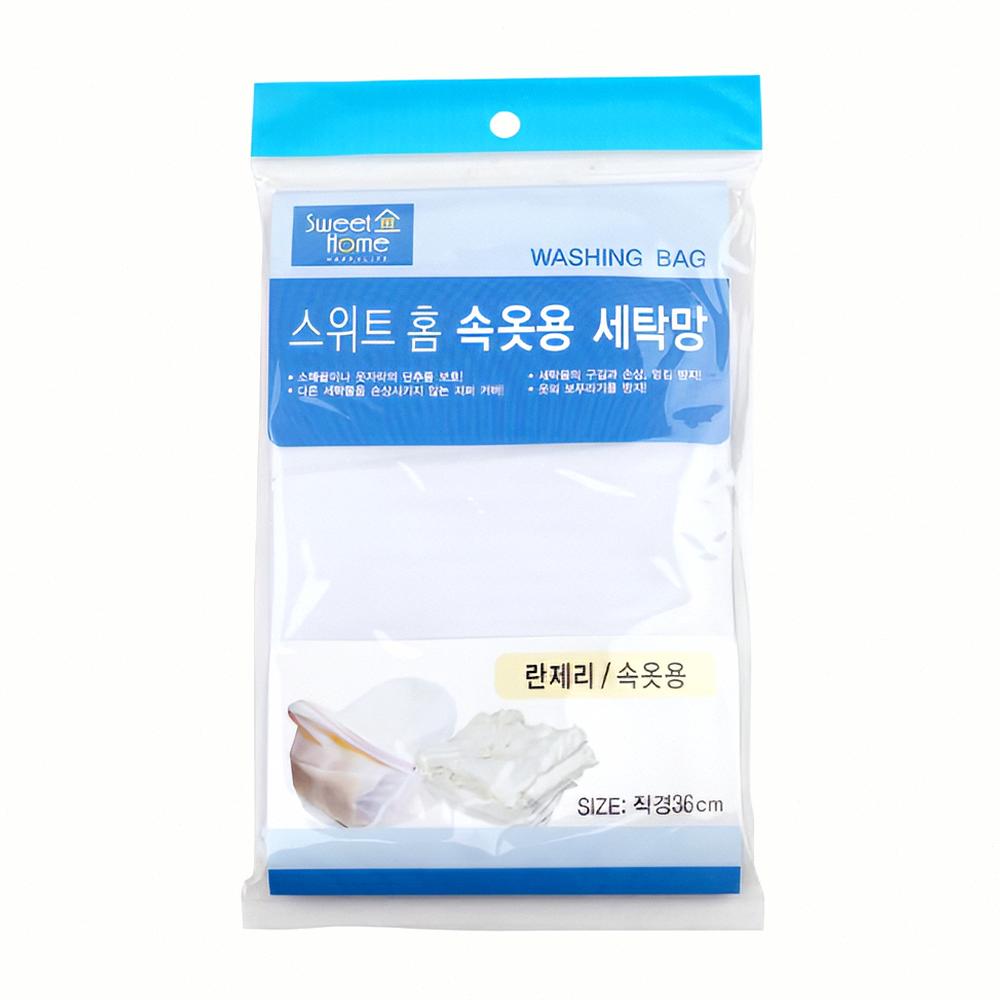 Sweet
Home
HAPPY LIFE
WASHING BAG
스위트 홈 속옷용 세탁망
• 소매끝이나 옷자락의 단추를 보호!
• 다른 세탁물을 손상시키지 않는 지퍼 커버!
• 세탁물의 구김과 손상, 엉킴 방지!
• 옷의 보푸라기를 방지!
란제리 / 속옷용
SIZE: 직경36cm